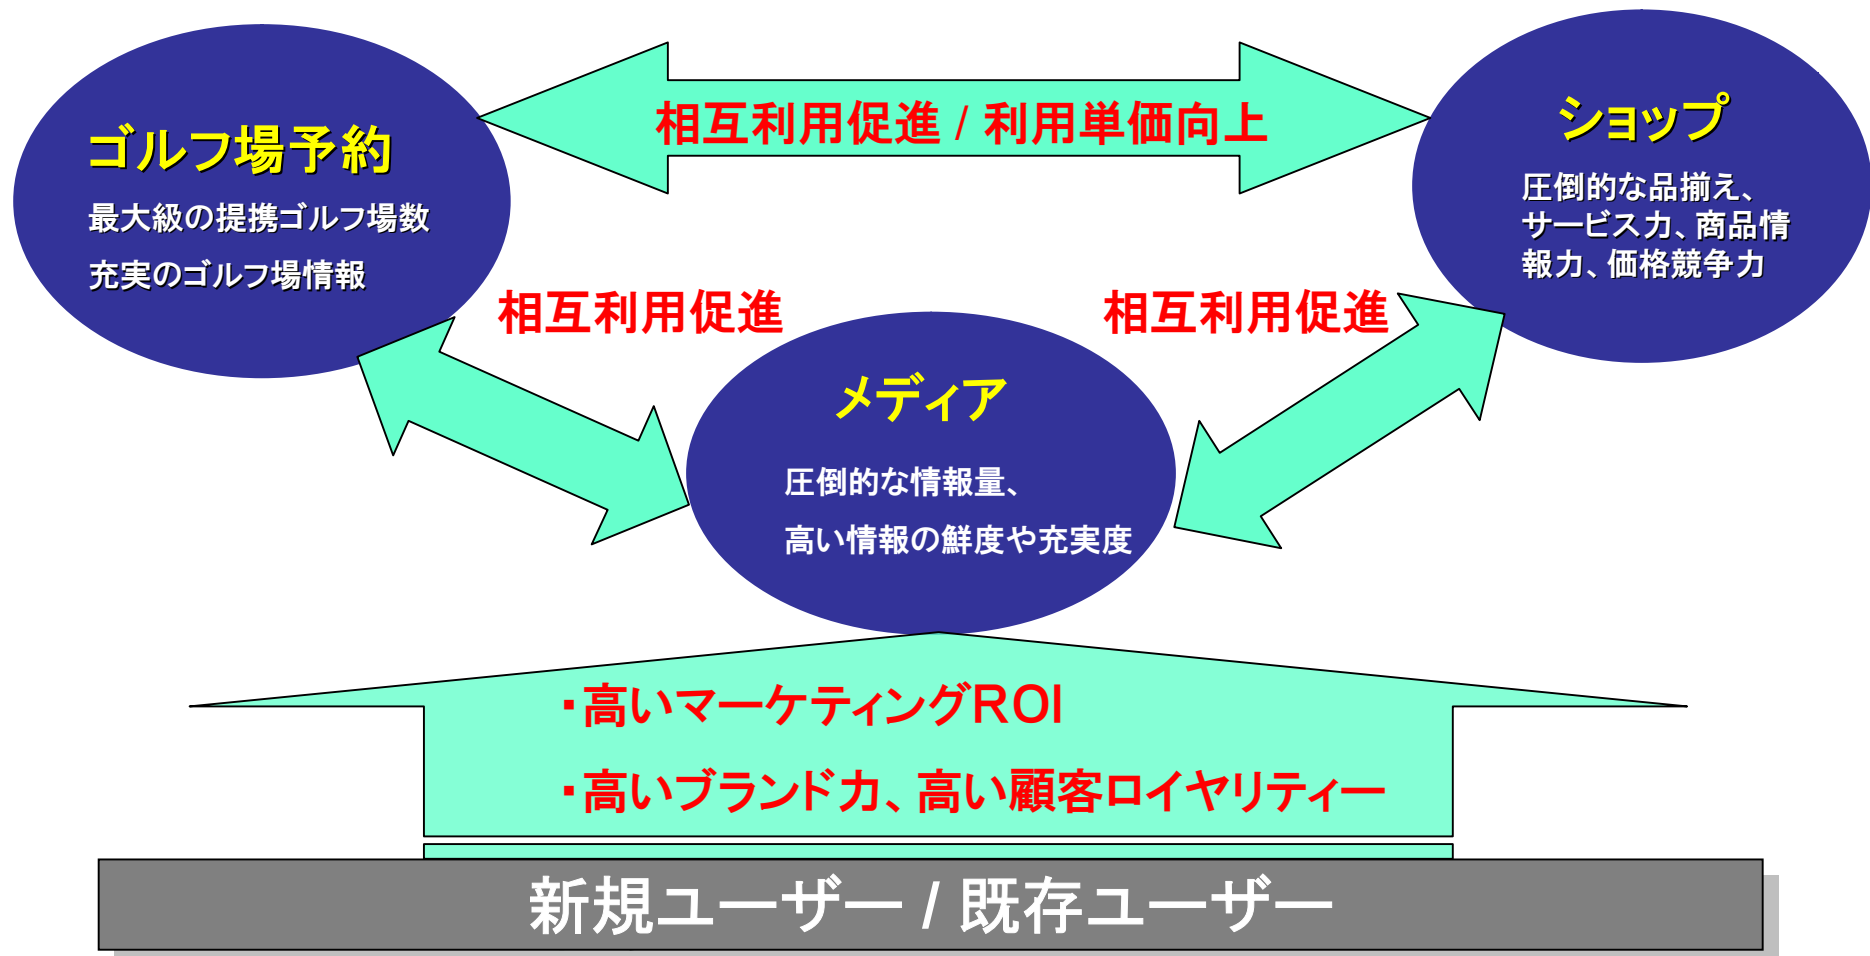 ゴルフ場予約
最大級の提携ゴルフ場数
充実のゴルフ場情報
相互利用促進 / 利用単価向上
ショップ
圧倒的な品揃え、
サービス力、商品情
報力、価格競争力
相互利用促進
相互利用促進
メディア
圧倒的な情報量、
高い情報の鮮度や充実度
・高いマーケティングROI
・高いブランド力、高い顧客ロイヤリティー
新規ユーザー / 既存ユーザー